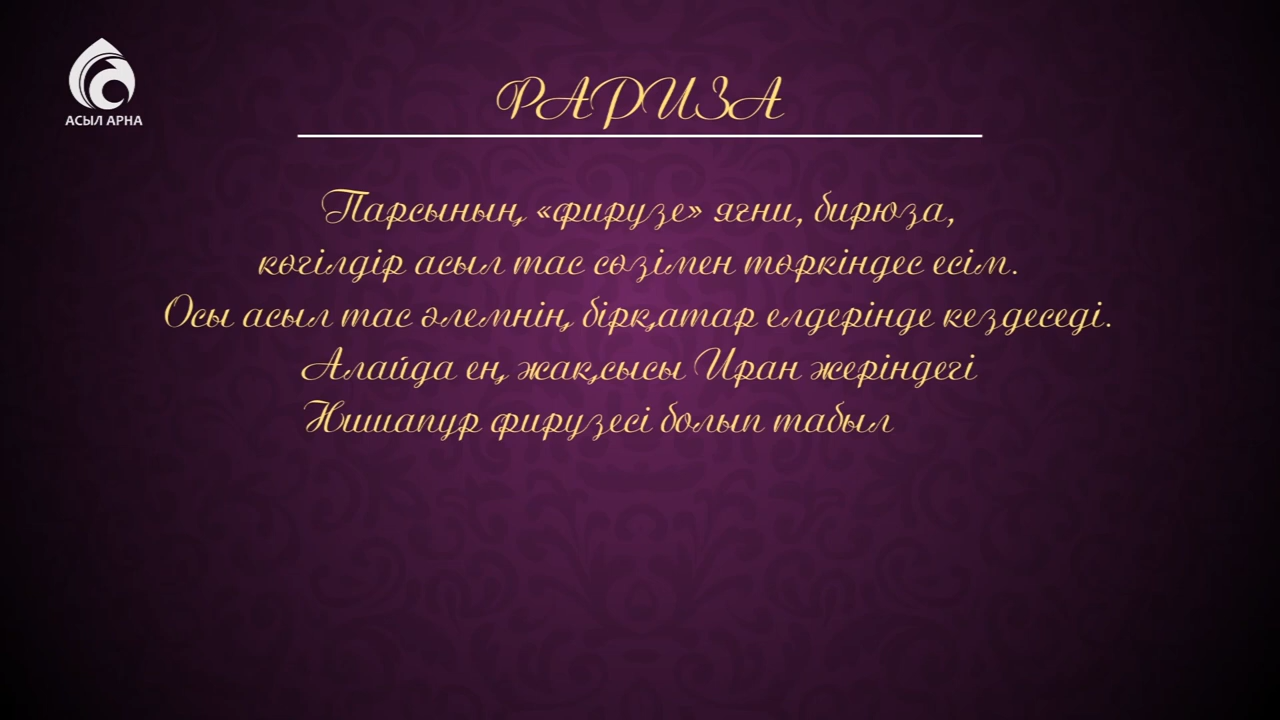 АСЫЛ АРНА
ФАРИЗА
Парсының «фирузе» яғни, бирюза,
көгілдір асыл тас сөзімен төркіндес есім.
Осы асыл тас әлемнің бірқатар елдерінде кездеседі.
Алайда ең жақсысы Иран жеріндегі
Нишапур фирузесі болып табыл